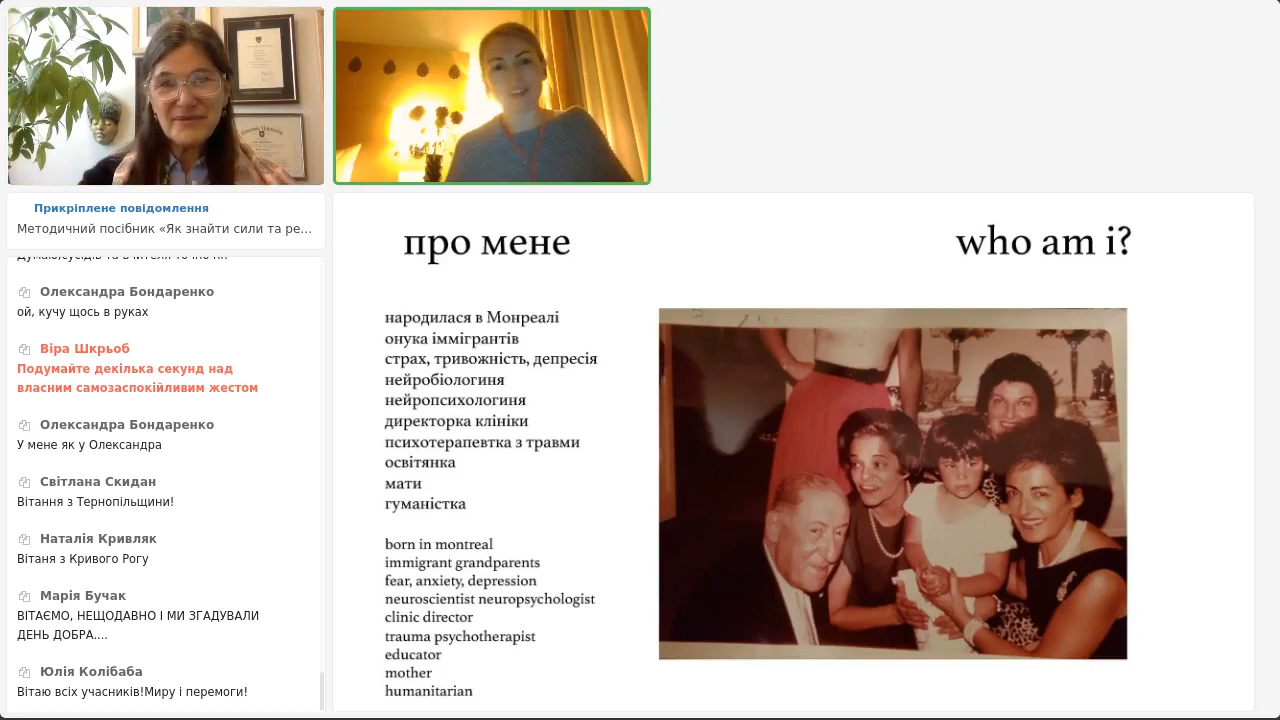 Прикріплене повідомлення
Методичний посібник «Як знайти сили та ре...
Олександра Бондаренко
ой, кучу щось в руках
Віра Шкрьоб
Подумайте декілька секунд над
власним самозаспокійливим жестом
Олександра Бондаренко
У мене як у Олександра
Світлана Скидан
Вітання з Тернопільщини!
Наталія Кривляк
Вітаня з Кривого Рогу
Марія Бучак
ВІТАЄМО, НЕЩОДАВНО І МИ ЗГАДУВАЛИ
ДЕНЬ ДОБРА....
Юлія Колібаба
Вітаю всіх учасників!Миру і перемоги!
про мене
who am i?
народилася в Монреалі
онука іммігрантів
страх, тривожність, депресія
нейробіологиня
нейропсихологиня
директорка клініки
психотерапевтка з травми
освітянка
мати
гуманістка
born in montreal
immigrant grandparents
fear, anxiety, depression
neuroscientist neuropsychologist
clinic director
trauma psychotherapist
educator
mother
humanitarian